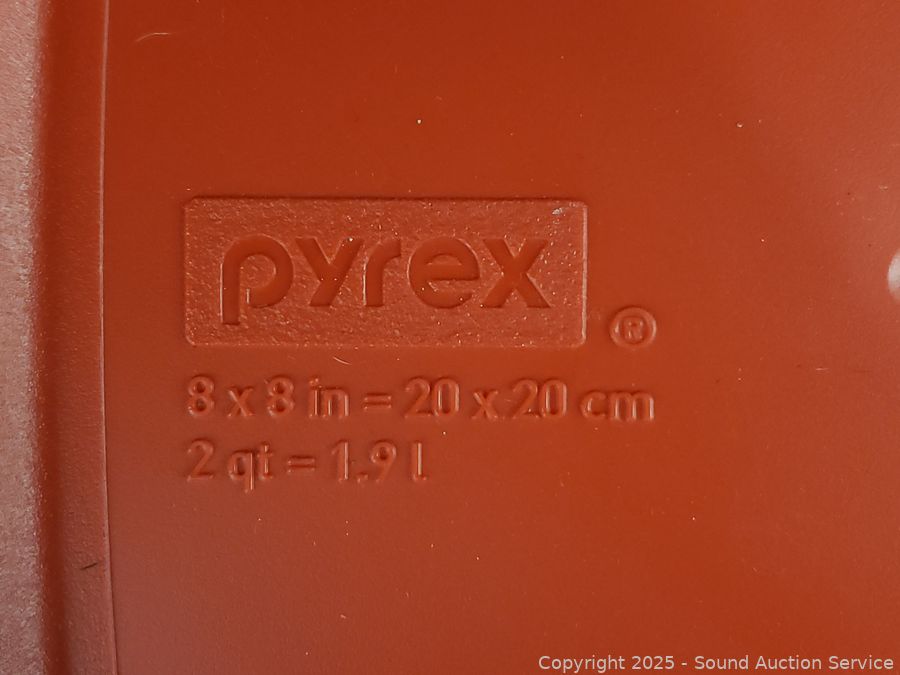 pyrex ®
8 x 8 in = 20 x 20 cm
2 qt = 1.9 l
Copyright 2025 - Sound Auction Service